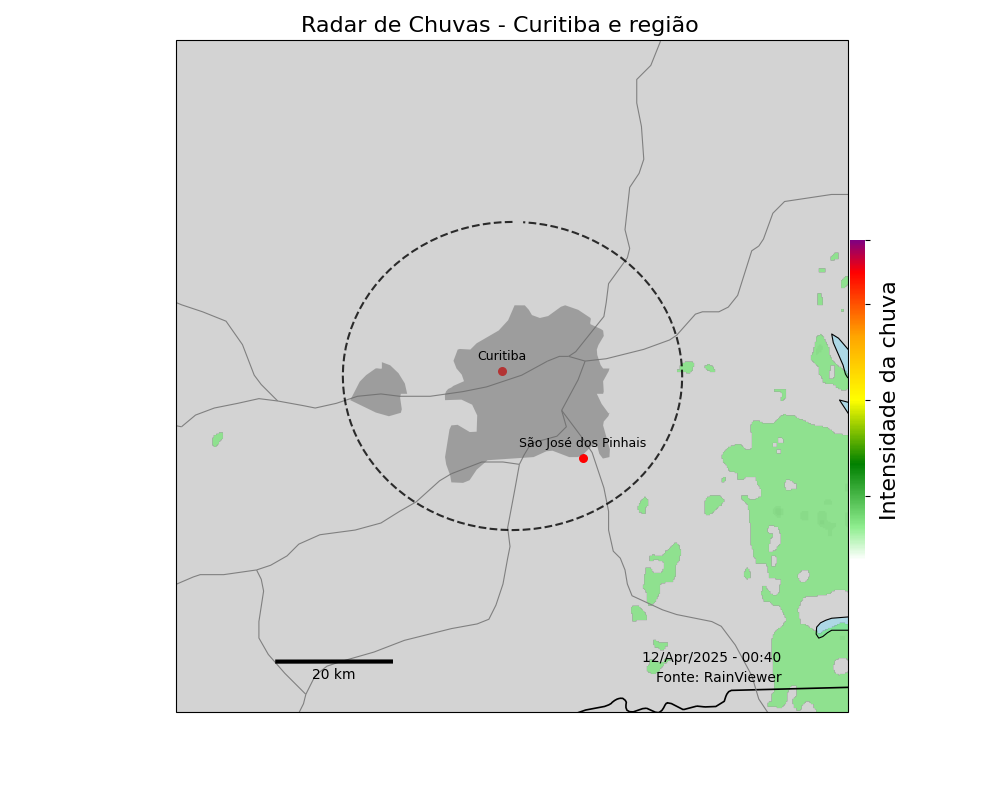 Radar de Chuvas - Curitiba e região
Curitiba
São José dos Pinhais
Intensidade da chuva
12/Apr/2025 - 00:40
Fonte: RainViewer
20 km